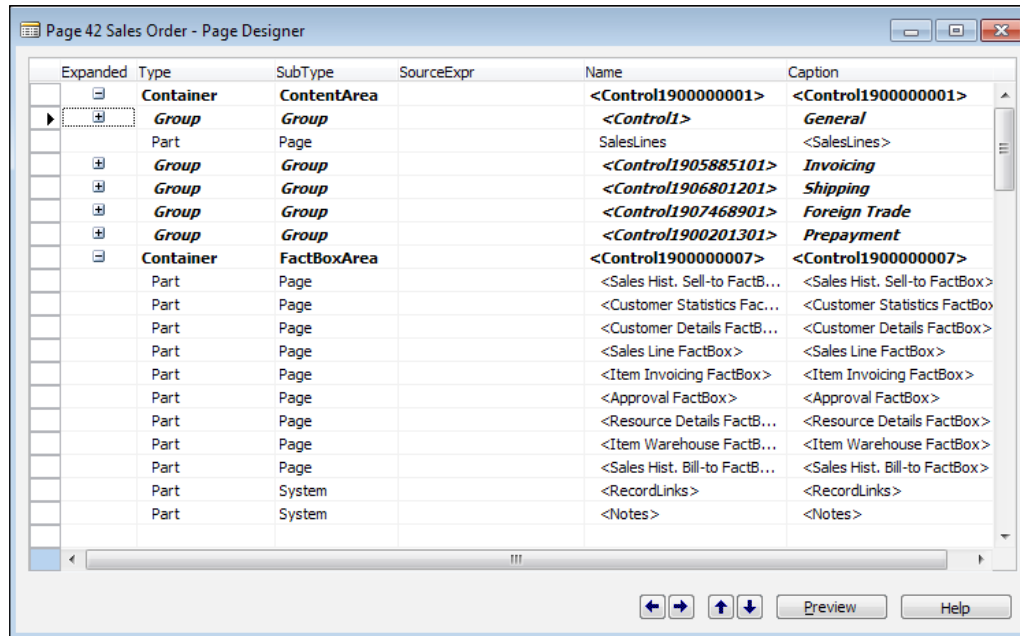 Page 42 Sales Order - Page Designer
Expanded Type SubType SourceExpr Name Caption
Container ContentArea <Control1900000001> <Control1900000001>
Group Group <Control1> General
Part Page SalesLines <SalesLines>
Group Group <Control1905885101> Invoicing
Group Group <Control1906801201> Shipping
Group Group <Control1907468901> Foreign Trade
Group Group <Control1900201301> Prepayment
Container FactBoxArea <Control1900000007> <Control1900000007>
Part Page <Sales Hist. Sell-to FactB... <Sales Hist. Sell-to FactBox>
Part Page <Customer Statistics Fac... <Customer Statistics FactBox
Part Page <Customer Details FactB... <Customer Details FactBox>
Part Page <Sales Line FactBox> <Sales Line FactBox>
Part Page <Item Invoicing FactBox> <Item Invoicing FactBox>
Part Page <Approval FactBox> <Approval FactBox>
Part Page <Resource Details FactB... <Resource Details FactBox>
Part Page <Item Warehouse FactB... <Item Warehouse FactBox>
Part Page <Sales Hist. Bill-to FactB... <Sales Hist. Bill-to FactBox>
Part System <RecordLinks> <RecordLinks>
Part System <Notes> <Notes>
Preview Help